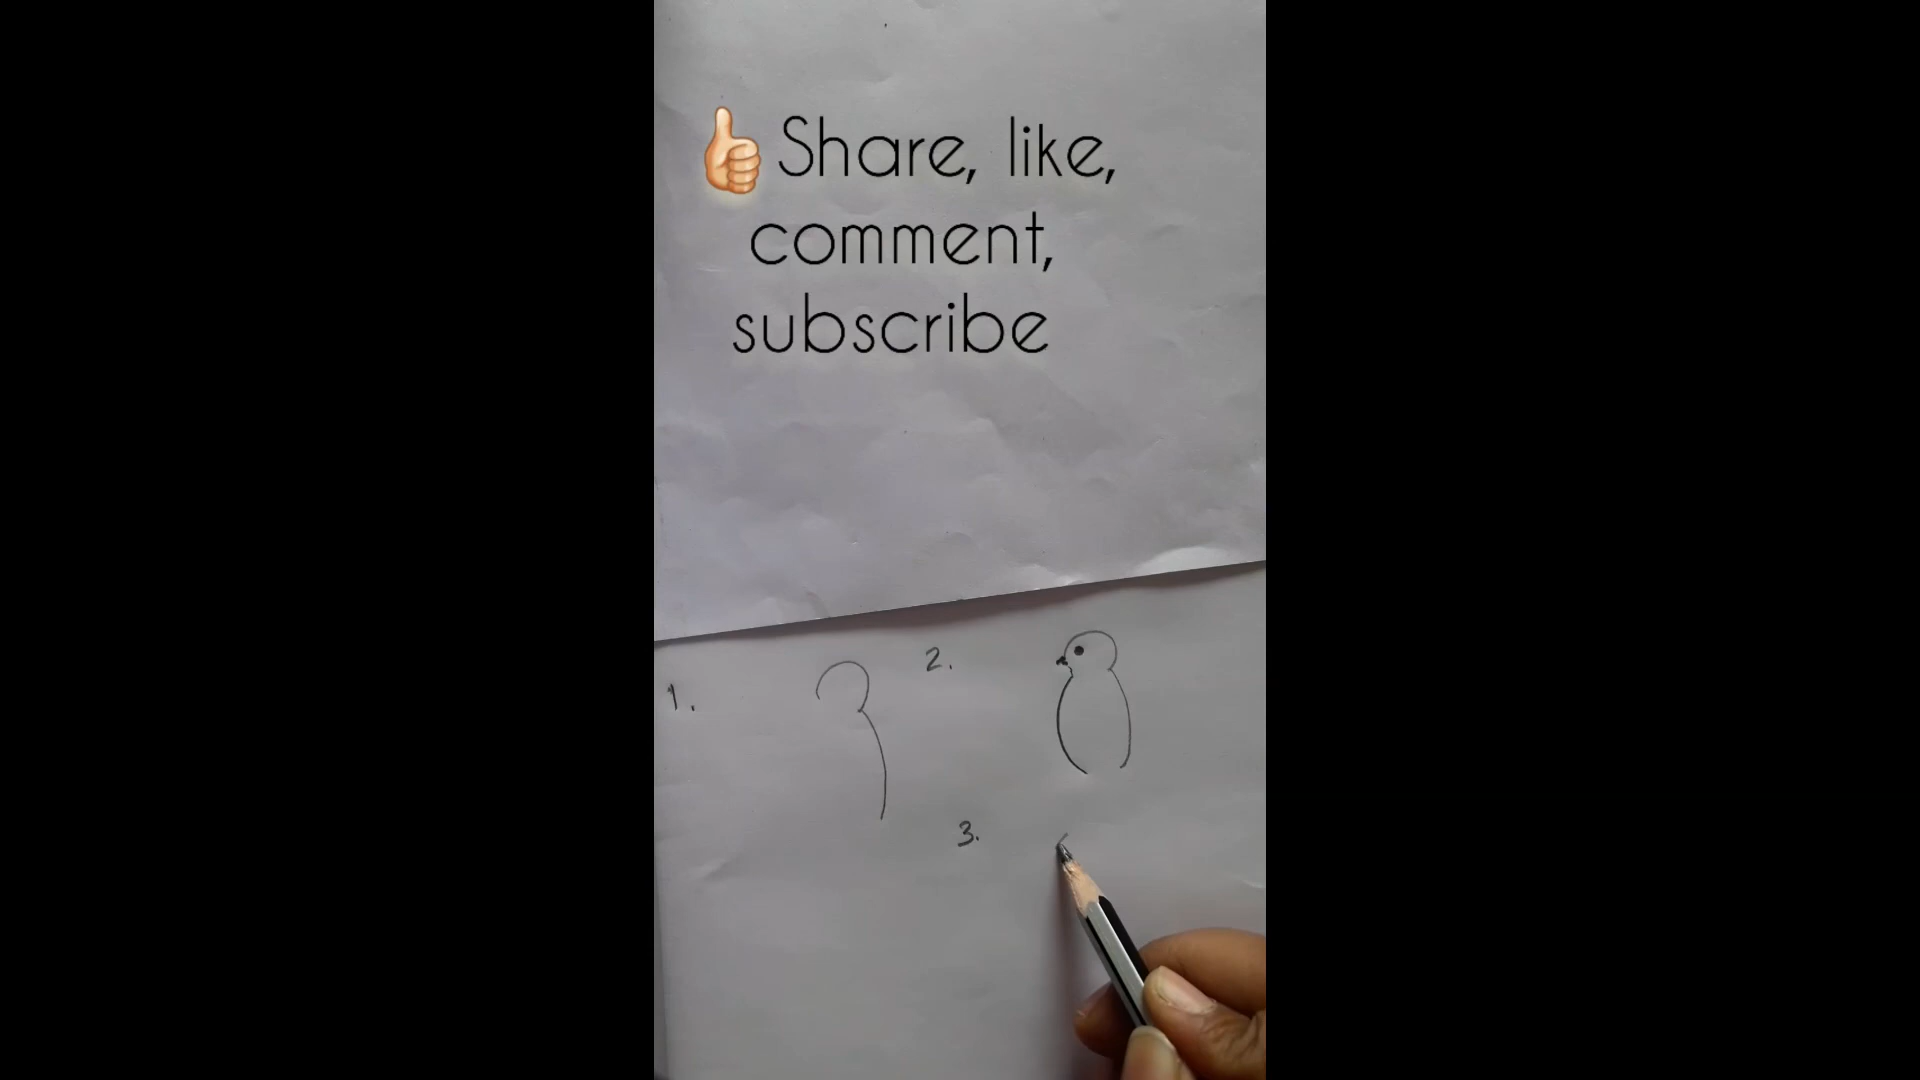 👍🏻Share, like,
comment,
subscribe
1.
2.
3.